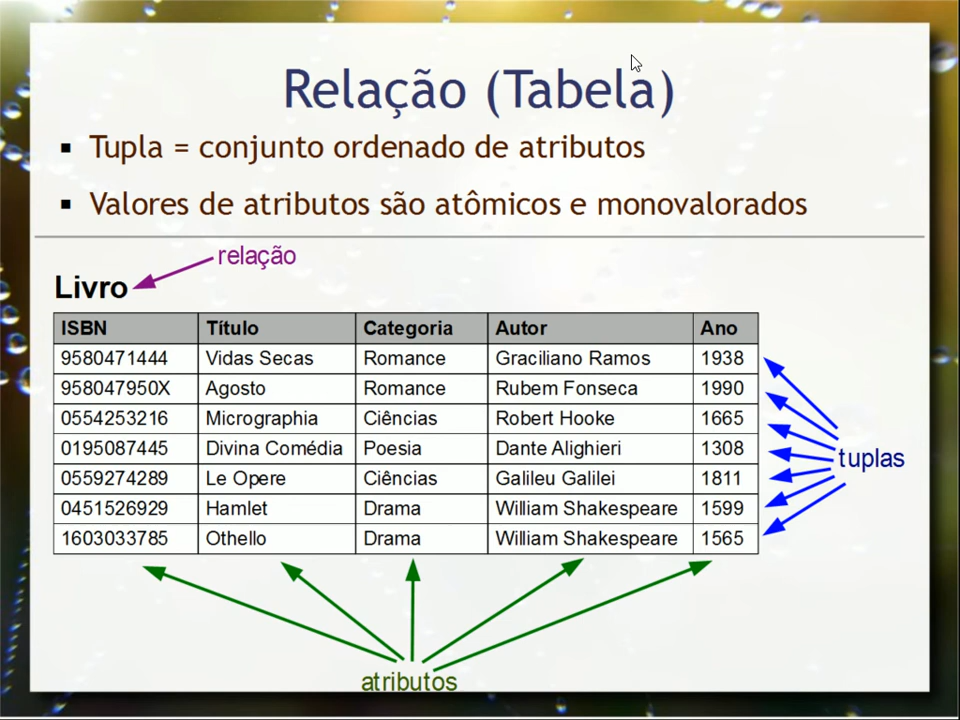 Relação (Tabela)
▪ Tupla = conjunto ordenado de atributos
▪ Valores de atributos são atômicos e monovalorados
relação
Livro
ISBN Título Categoria Autor Ano
9580471444 Vidas Secas Romance Graciliano Ramos 1938
958047950X Agosto Romance Rubem Fonseca 1990
0554253216 Micrographia Ciências Robert Hooke 1665
0195087445 Divina Comédia Poesia Dante Alighieri 1308
0559274289 Le Opere Ciências Galileu Galilei 1811
0451526929 Hamlet Drama William Shakespeare 1599
1603033785 Othello Drama William Shakespeare 1565
tuplas
atributos